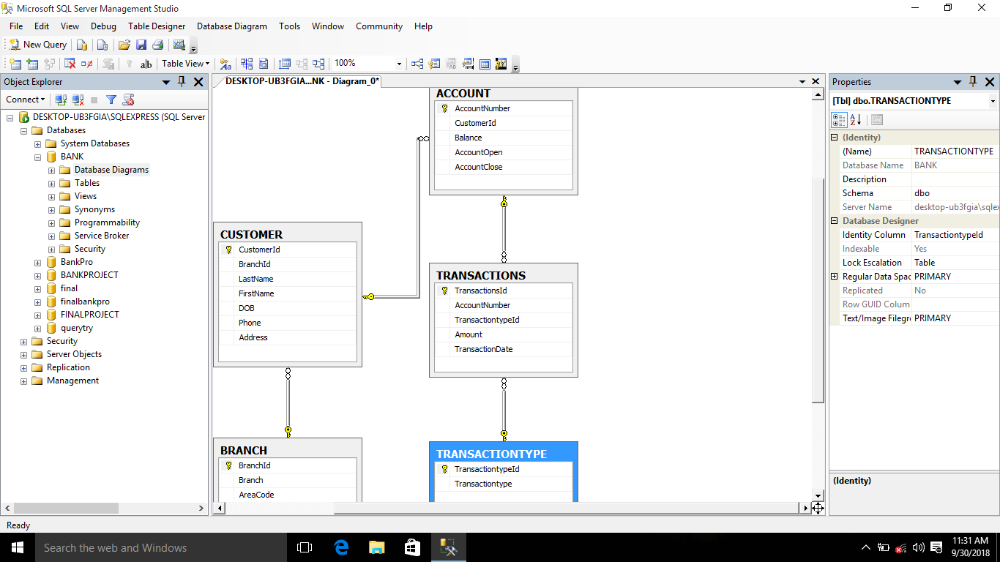 Microsoft SQL Server Management Studio
File Edit View Debug Table Designer Database Diagram Tools Window Community Help
New Query
ab Table View 100%
Object Explorer
Connect
DESKTOP-UB3FGIA\SQLEXPRESS (SQL Server
Databases
System Databases
BANK
Database Diagrams
Tables
Views
Synonyms
Programmability
Service Broker
Security
BankPro
BANKPROJECT
final
finalbankpro
FINALPROJECT
querytry
Security
Server Objects
Replication
Management
DESKTOP-UB3FGIA...NK - Diagram_0*
ACCOUNT
AccountNumber
CustomerId
Balance
AccountOpen
AccountClose
CUSTOMER
CustomerId
BranchId
LastName
FirstName
DOB
Phone
Address
TRANSACTIONS
TransactionsId
AccountNumber
TransactiontypeId
Amount
TransactionDate
BRANCH
BranchId
Branch
AreaCode
TRANSACTIONTYPE
TransactiontypeId
Transactiontype
Properties
[Tbl] dbo.TRANSACTIONTYPE
(Identity)
(Name) TRANSACTIONTYPE
Database Name BANK
Description
Schema dbo
Server Name desktop-ub3fgia\sqlex
Database Designer
Identity Column TransactiontypeId
Indexable Yes
Lock Escalation Table
Regular Data Spac PRIMARY
Replicated No
Row GUID Colum
Text/Image Filegr PRIMARY
(Identity)
Ready
Search the web and Windows
11:31 AM
9/30/2018